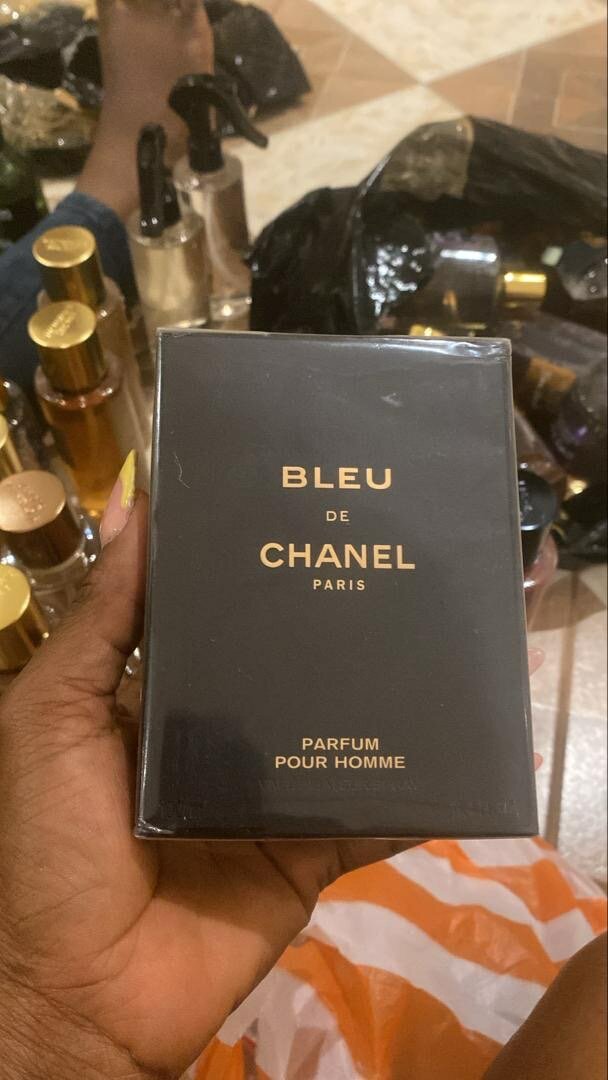 BLEU
DE
CHANEL
PARIS
PARFUM
POUR HOMME